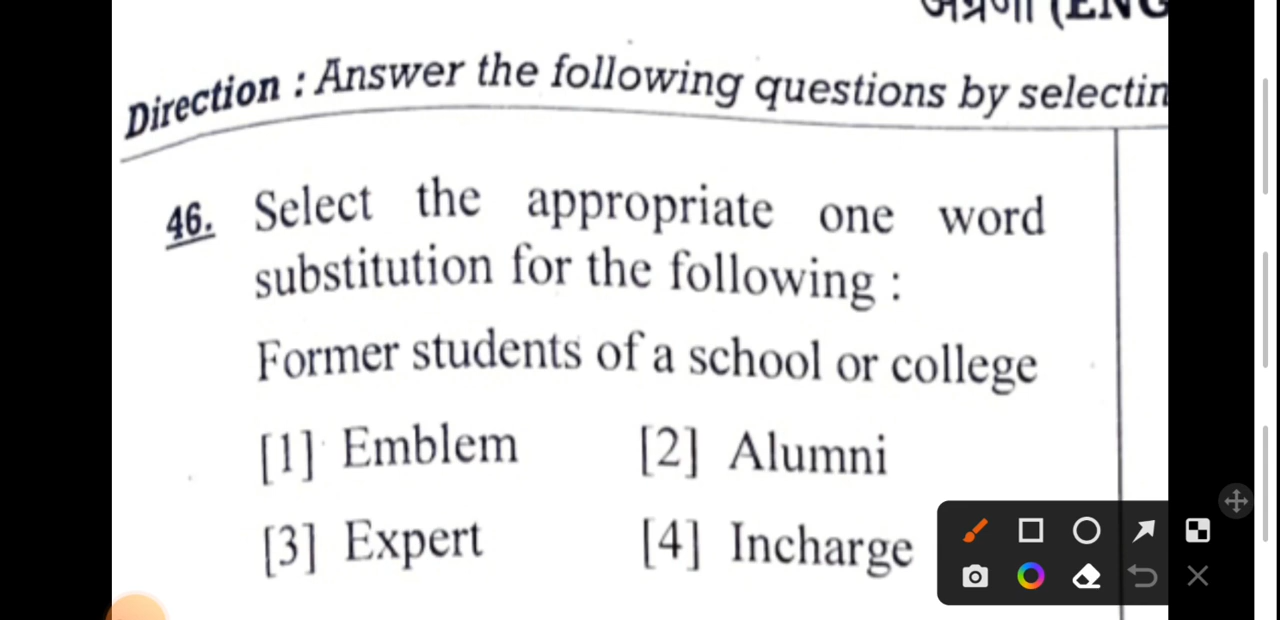 (ENG
Direction : Answer the following questions by selectin
46. Select the appropriate one word
substitution for the following :
Former students of a school or college
[1] Emblem [2] Alumni
[3] Expert [4] Incharge